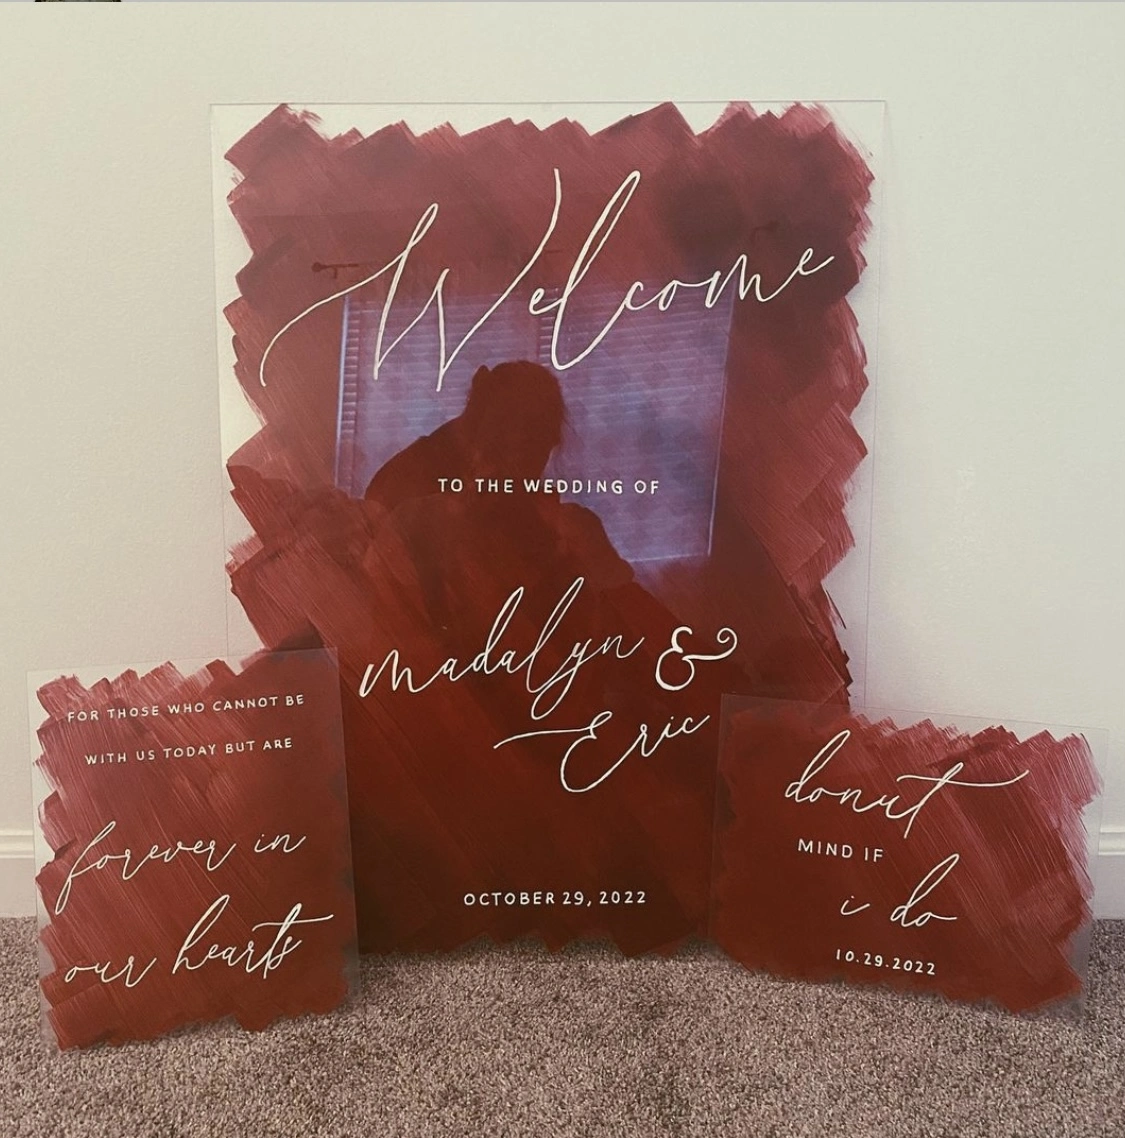 Welcome
TO THE WEDDING OF
madalyn &
Eric
OCTOBER 29, 2022
FOR THOSE WHO CANNOT BE
WITH US TODAY BUT ARE
forever in
our hearts
donut
MIND IF
i do
10.29.2022